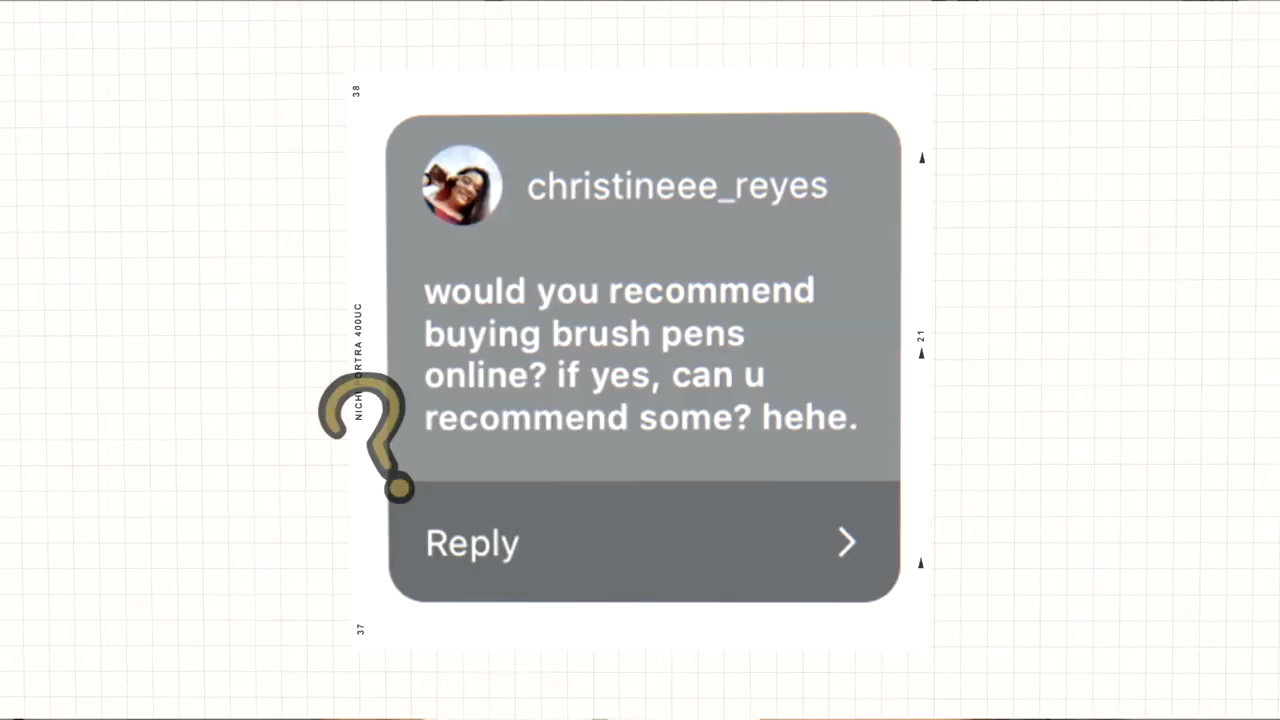 38
christineee_reyes
would you recommend
buying brush pens
online? if yes, can u
recommend some? hehe.
21
Reply
37